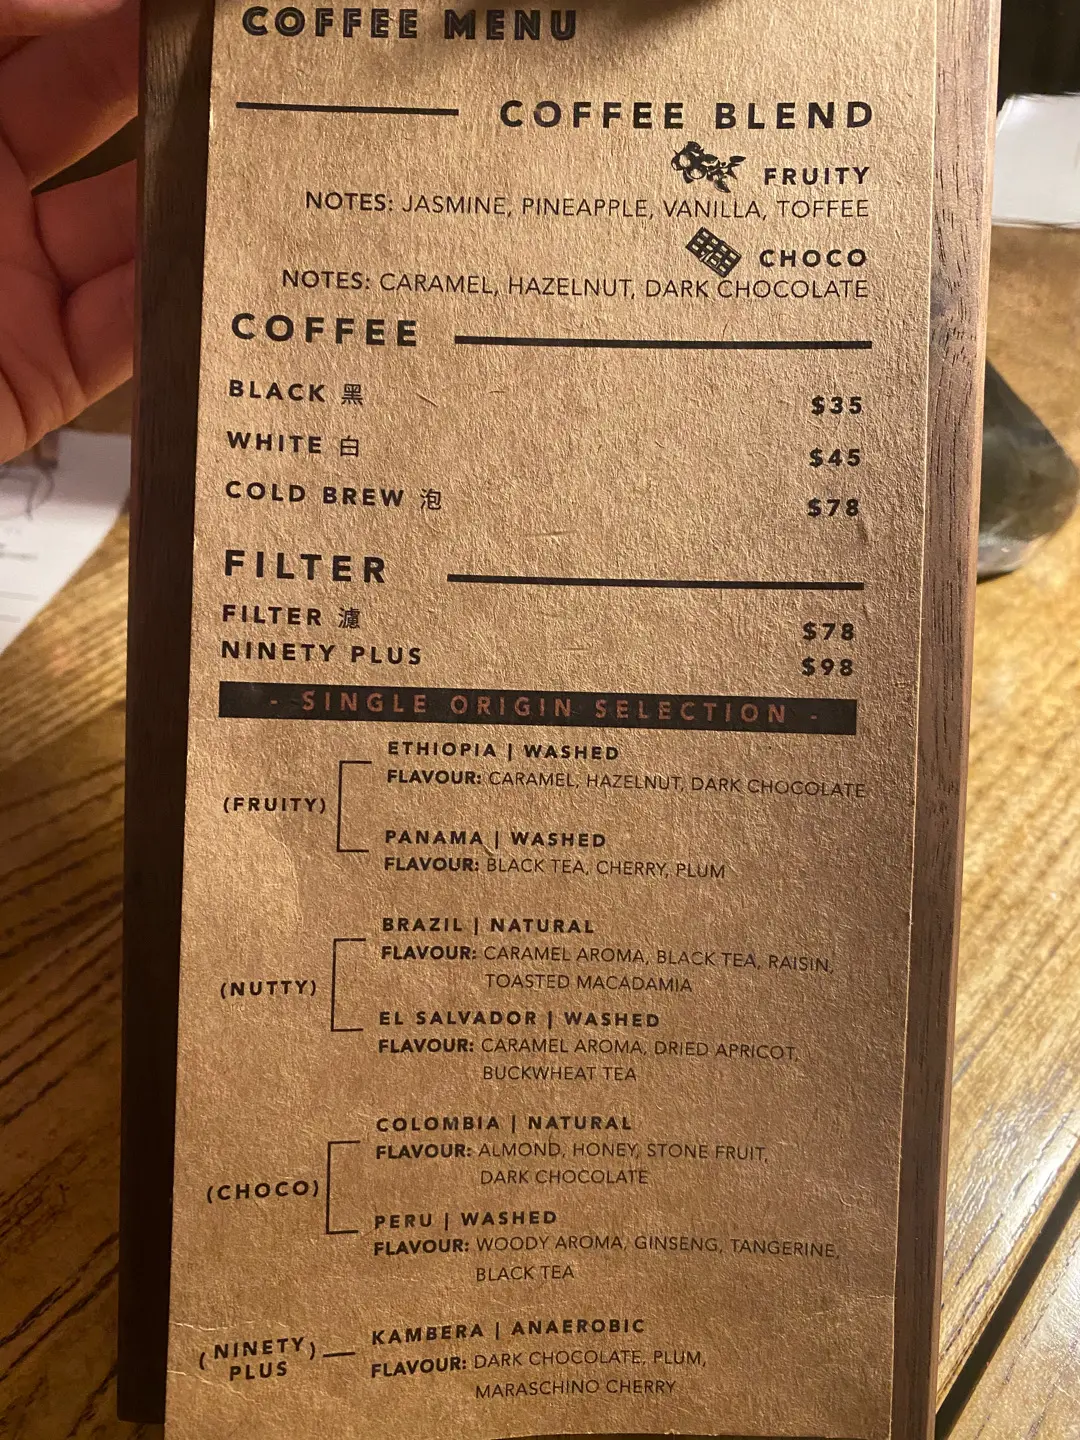 COFFEE MENU
COFFEE BLEND
FRUITY
NOTES: JASMINE, PINEAPPLE, VANILLA, TOFFEE
CHOCO
NOTES: CARAMEL, HAZELNUT, DARK CHOCOLATE
COFFEE
BLACK 黑 $35
WHITE 白 $45
COLD BREW 泡 $78
FILTER
FILTER 濾 $78
NINETY PLUS $98
- SINGLE ORIGIN SELECTION -
(FRUITY)
ETHIOPIA | WASHED
FLAVOUR: CARAMEL, HAZELNUT, DARK CHOCOLATE
PANAMA | WASHED
FLAVOUR: BLACK TEA, CHERRY, PLUM
(NUTTY)
BRAZIL | NATURAL
FLAVOUR: CARAMEL AROMA, BLACK TEA, RAISIN,
TOASTED MACADAMIA
EL SALVADOR | WASHED
FLAVOUR: CARAMEL AROMA, DRIED APRICOT,
BUCKWHEAT TEA
(CHOCO)
COLOMBIA | NATURAL
FLAVOUR: ALMOND, HONEY, STONE FRUIT,
DARK CHOCOLATE
PERU | WASHED
FLAVOUR: WOODY AROMA, GINSENG, TANGERINE,
BLACK TEA
(NINETY PLUS)
KAMBERA | ANAEROBIC
FLAVOUR: DARK CHOCOLATE, PLUM,
MARASCHINO CHERRY